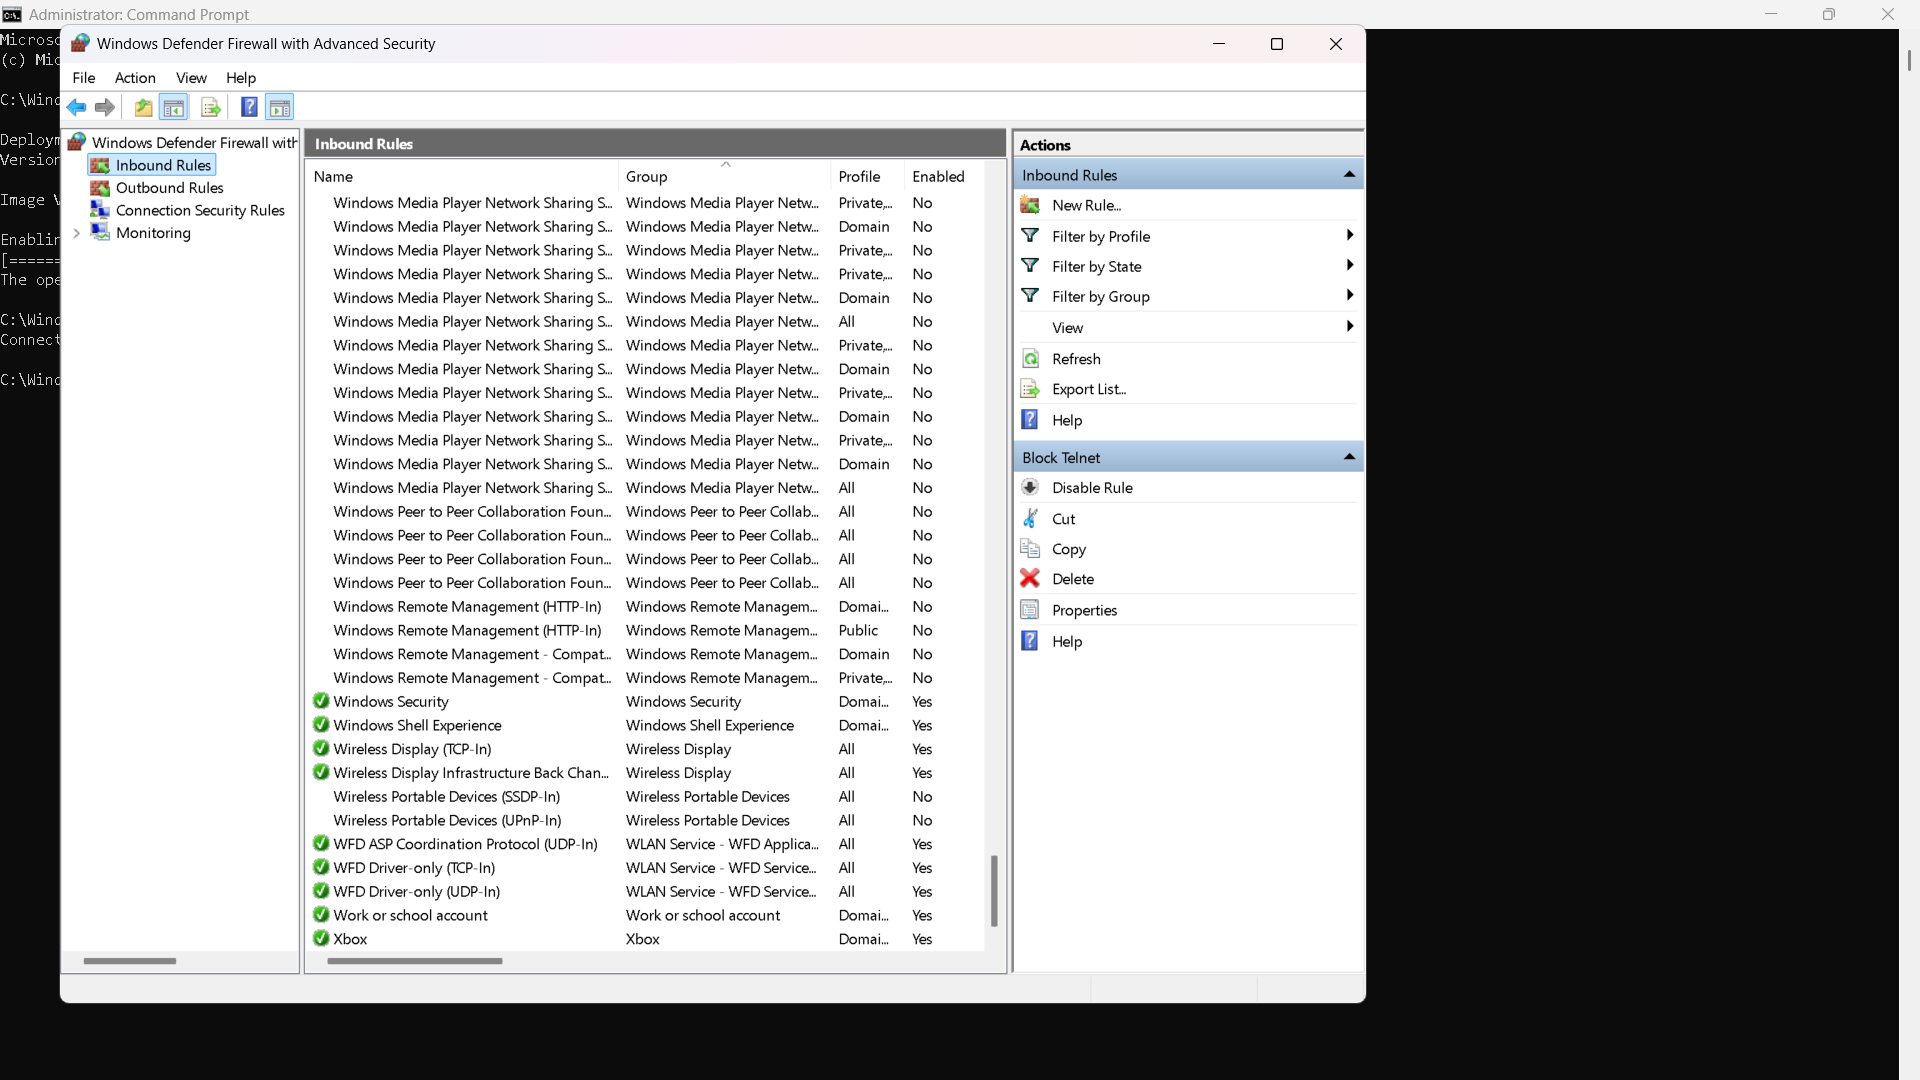 Administrator: Command Prompt
Microso
(c) Mic
C:\Wind
Deploym
Version
Image V
Enablin
[======
The ope
C:\Wind
Connect
C:\Wind
Windows Defender Firewall with Advanced Security
File Action View Help
Windows Defender Firewall with
Inbound Rules
Outbound Rules
Connection Security Rules
Monitoring
Inbound Rules
Name Group Profile Enabled
Windows Media Player Network Sharing S... Windows Media Player Netw... Private,... No
Windows Media Player Network Sharing S... Windows Media Player Netw... Domain No
Windows Media Player Network Sharing S... Windows Media Player Netw... Private,... No
Windows Media Player Network Sharing S... Windows Media Player Netw... Private,... No
Windows Media Player Network Sharing S... Windows Media Player Netw... Domain No
Windows Media Player Network Sharing S... Windows Media Player Netw... All No
Windows Media Player Network Sharing S... Windows Media Player Netw... Private,... No
Windows Media Player Network Sharing S... Windows Media Player Netw... Domain No
Windows Media Player Network Sharing S... Windows Media Player Netw... Private,... No
Windows Media Player Network Sharing S... Windows Media Player Netw... Domain No
Windows Media Player Network Sharing S... Windows Media Player Netw... Private,... No
Windows Media Player Network Sharing S... Windows Media Player Netw... Domain No
Windows Media Player Network Sharing S... Windows Media Player Netw... All No
Windows Peer to Peer Collaboration Foun... Windows Peer to Peer Collab... All No
Windows Peer to Peer Collaboration Foun... Windows Peer to Peer Collab... All No
Windows Peer to Peer Collaboration Foun... Windows Peer to Peer Collab... All No
Windows Peer to Peer Collaboration Foun... Windows Peer to Peer Collab... All No
Windows Remote Management (HTTP-In) Windows Remote Managem... Domai... No
Windows Remote Management (HTTP-In) Windows Remote Managem... Public No
Windows Remote Management - Compat... Windows Remote Managem... Domain No
Windows Remote Management - Compat... Windows Remote Managem... Private,... No
Windows Security Windows Security Domai... Yes
Windows Shell Experience Windows Shell Experience Domai... Yes
Wireless Display (TCP-In) Wireless Display All Yes
Wireless Display Infrastructure Back Chan... Wireless Display All Yes
Wireless Portable Devices (SSDP-In) Wireless Portable Devices All No
Wireless Portable Devices (UPnP-In) Wireless Portable Devices All No
WFD ASP Coordination Protocol (UDP-In) WLAN Service - WFD Applica... All Yes
WFD Driver-only (TCP-In) WLAN Service - WFD Service... All Yes
WFD Driver-only (UDP-In) WLAN Service - WFD Service... All Yes
Work or school account Work or school account Domai... Yes
Xbox Xbox Domai... Yes
Actions
Inbound Rules
New Rule...
Filter by Profile
Filter by State
Filter by Group
View
Refresh
Export List...
Help
Block Telnet
Disable Rule
Cut
Copy
Delete
Properties
Help